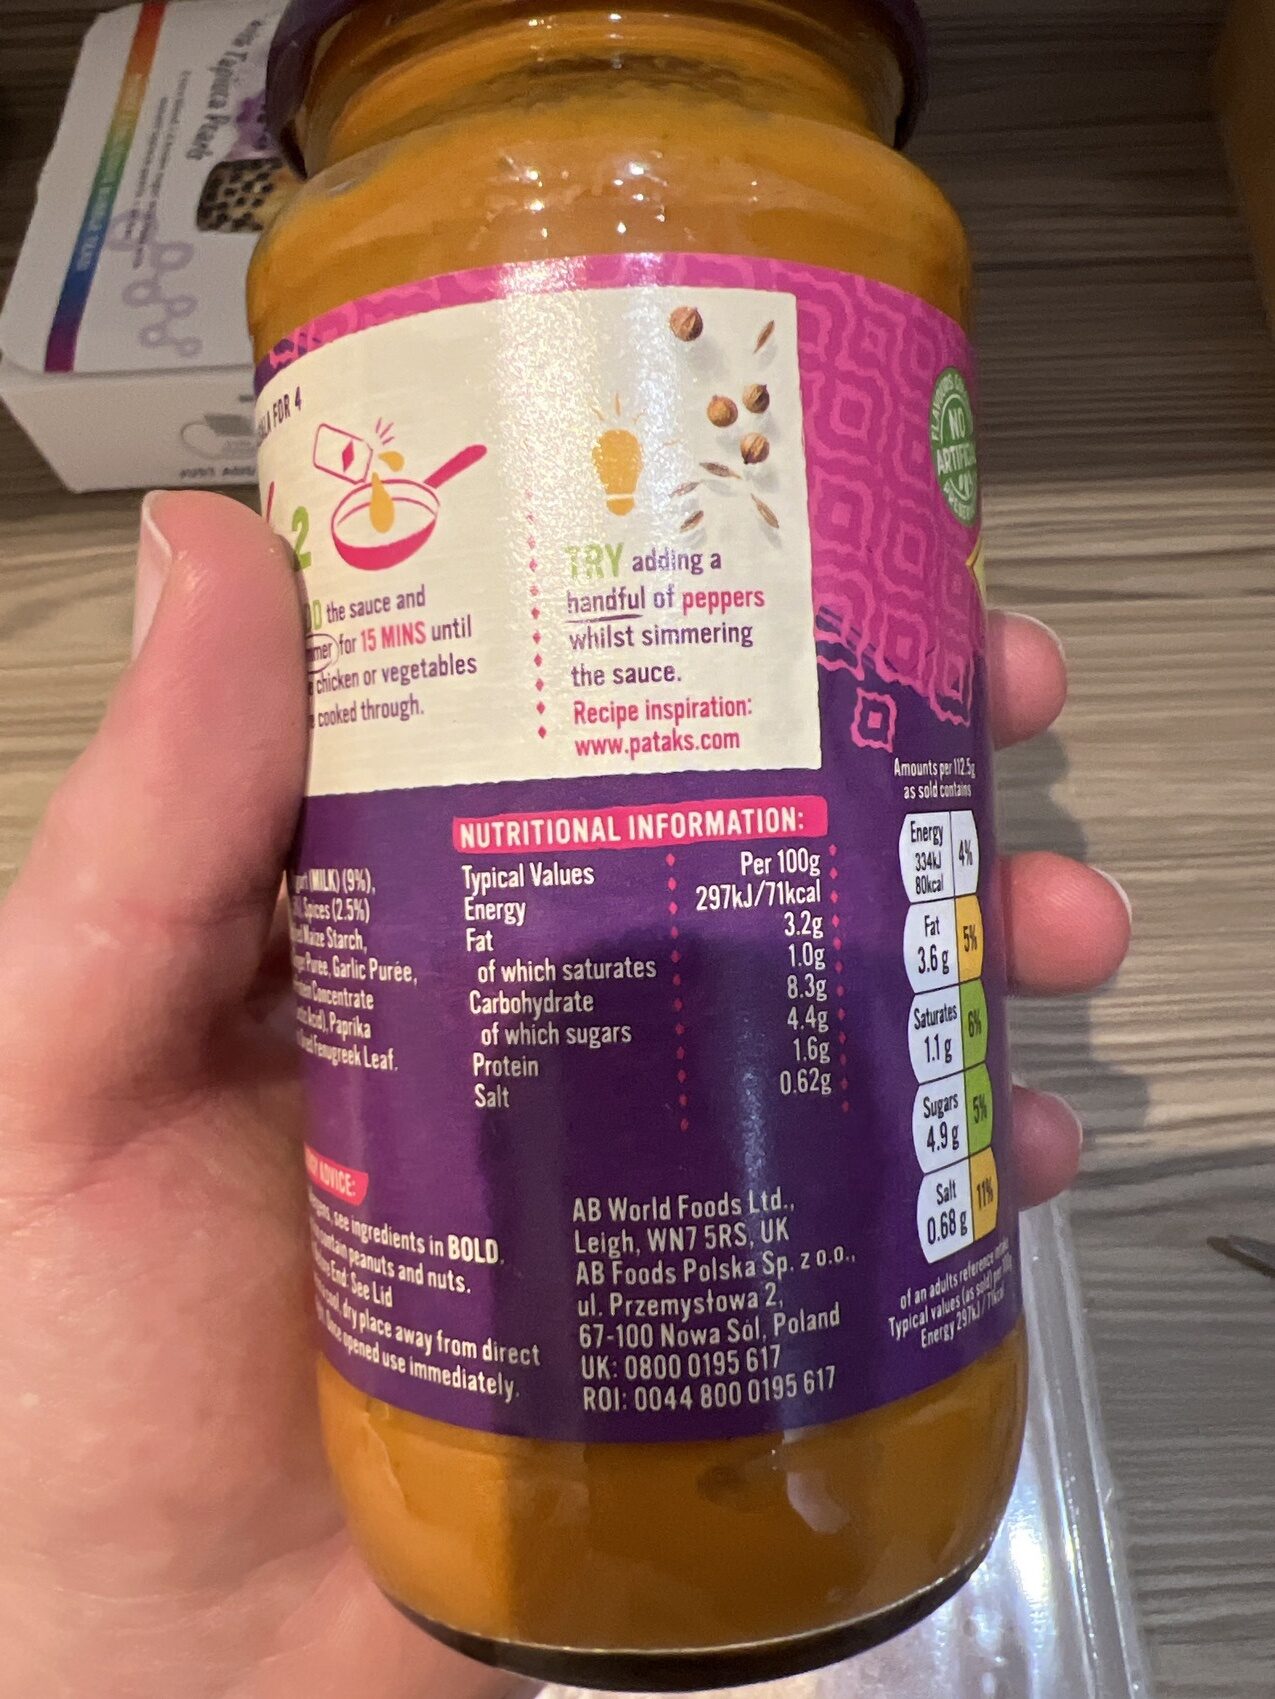 Tapioca Pearls
FOR 4
2
the sauce and
for 15 MINS until
chicken or vegetables
cooked through.
TRY adding a
handful of peppers
whilst simmering
the sauce.
Recipe inspiration:
www.pataks.com
NO
(MILK) (9%),
Spices (2.5%)
Maize Starch,
Purée, Garlic Purée,
Concentrate
Paprika
Fenugreek Leaf.
NUTRITIONAL INFORMATION:
Typical Values Per 100g
Energy 297kJ/71kcal
Fat 3.2g
of which saturates 1.0g
Carbohydrate 8.3g
of which sugars 4.4g
Protein 1.6g
Salt 0.62g
Amounts per 112.5g
as sold contains
Energy
334kJ
80kcal
4%
Fat
3.6g
5%
Saturates
1.1g
6%
Sugars
4.9g
5%
Salt
0.68g
11%
of an adults reference
Typical values (as sold) per
Energy 297kJ/71kcal
ADVICE:
see ingredients in BOLD.
contain peanuts and nuts.
End: See Lid
dry place away from direct
opened use immediately.
AB World Foods Ltd.,
Leigh, WN7 5RS, UK
AB Foods Polska Sp. z o.o.,
ul. Przemysłowa 2,
67-100 Nowa Sól, Poland
UK: 0800 0195 617
ROI: 0044 800 0195 617